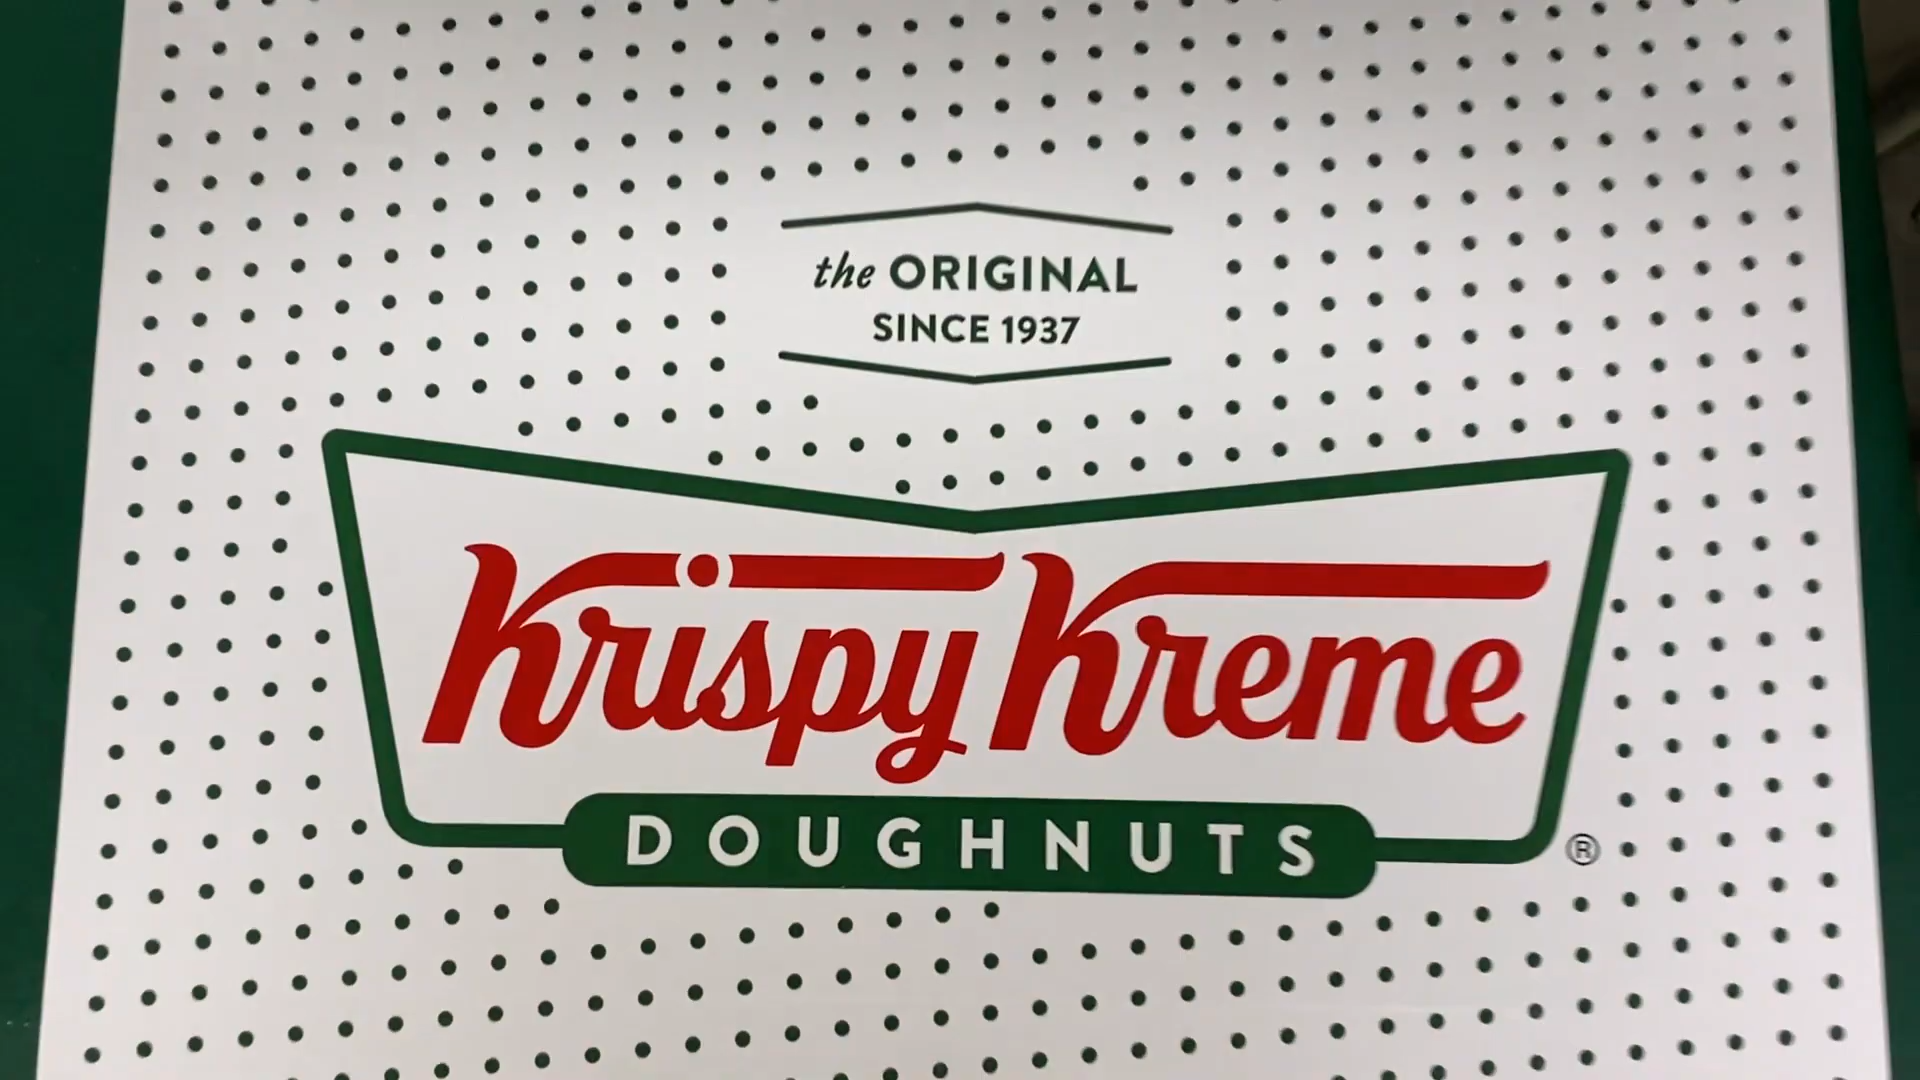 the ORIGINAL
SINCE 1937
Krispy Kreme
DOUGHNUTS
®